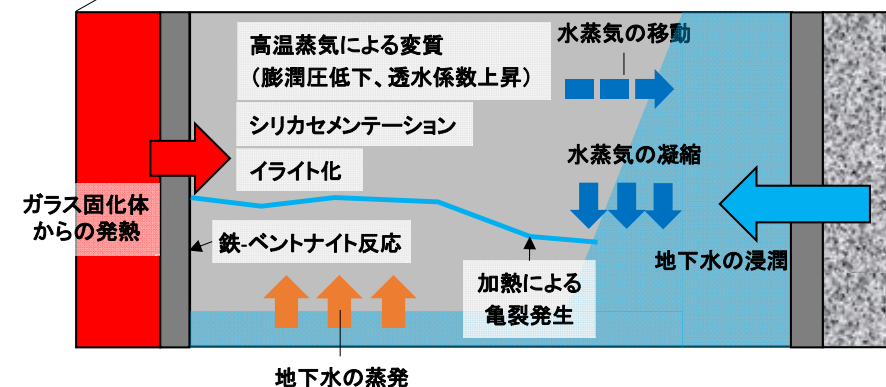 高温蒸気による変質
（膨潤圧低下、透水係数上昇）
水蒸気の移動
シリカセメンテーション
イライト化
水蒸気の凝縮
ガラス固化体
からの発熱
鉄-ベントナイト反応
地下水の浸潤
加熱による
亀裂発生
地下水の蒸発